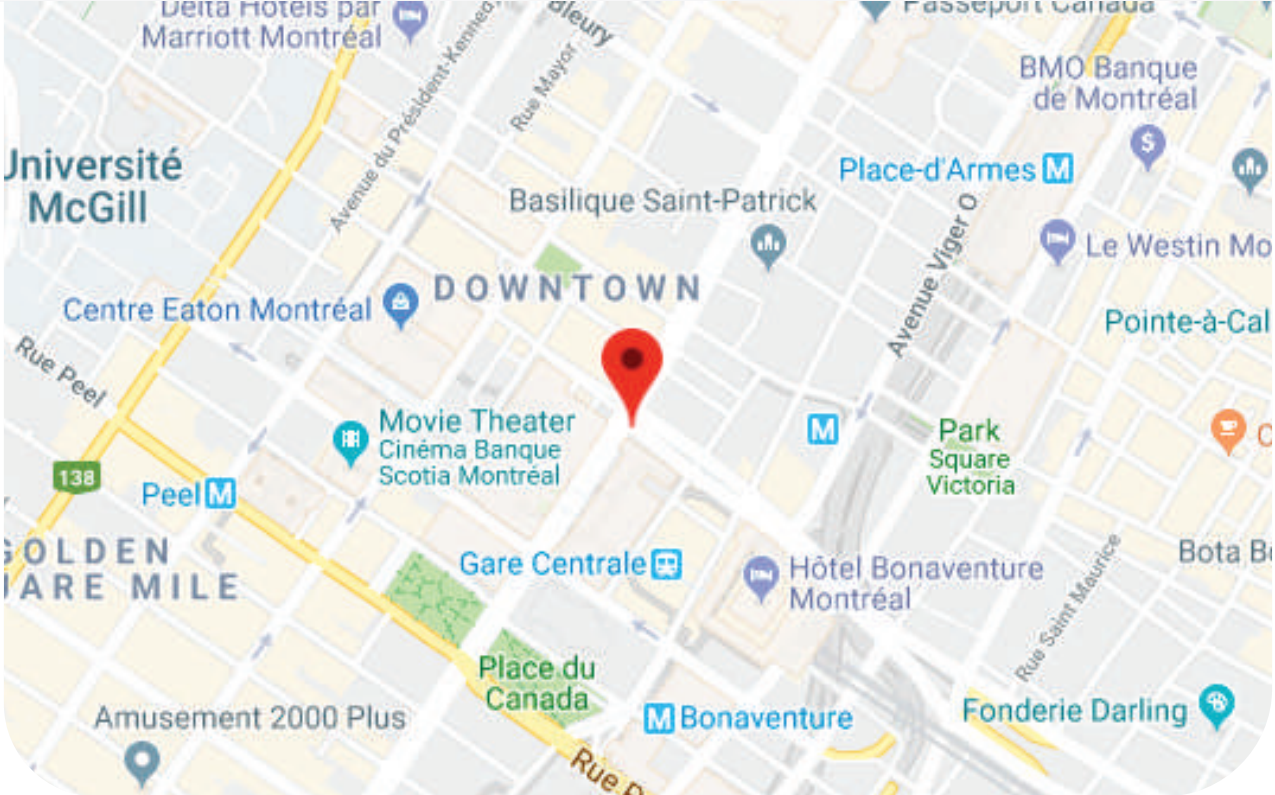 Delta Hôtels par
Marriott Montréal
Bleury
Passeport Canada
Avenue du Président-Kennedy
Rue Mayor
BMO Banque
de Montréal
Université
McGill
Place-d'Armes
M
Basilique Saint-Patrick
Avenue Viger O
Le Westin Mo
DOWNTOWN
Centre Eaton Montréal
Pointe-à-Cal
Rue Peel
Movie Theater
Cinéma Banque
Scotia Montréal
M
Park
Square
Victoria
C
138
Peel
M
GOLDEN
UARE MILE
Gare Centrale
Hôtel Bonaventure
Montréal
Rue Saint Maurice
Bota B
Place du
Canada
Amusement 2000 Plus
M
Bonaventure
Fonderie Darling
Rue
$